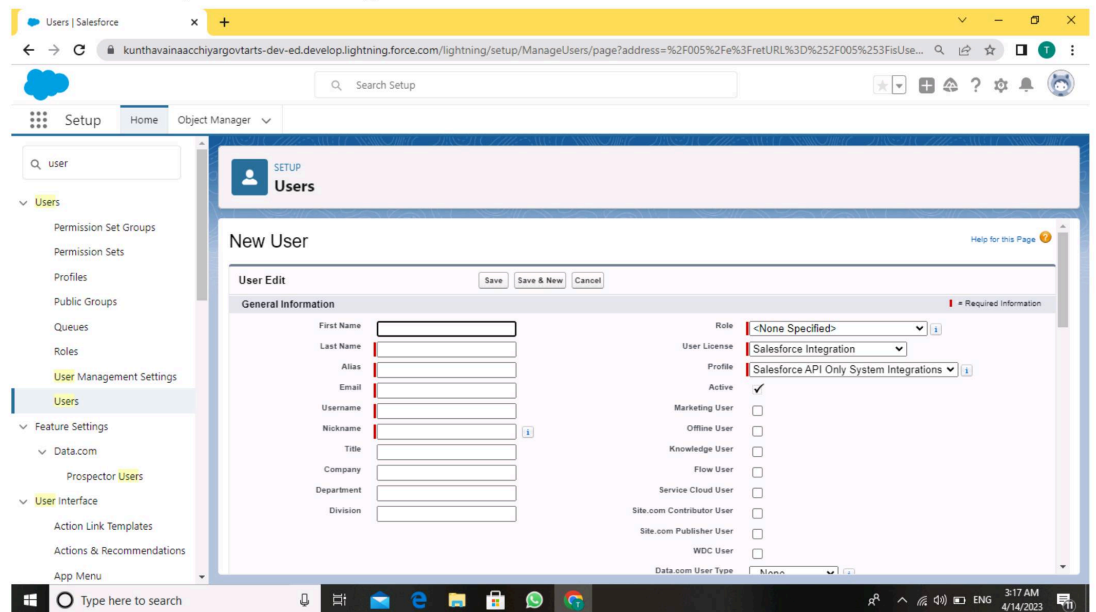 Users | Salesforce
kunthavainaacchiyargovtarts-dev-ed.develop.lightning.force.com/lightning/setup/ManageUsers/page?address=%2F005%2Fe%3FretURL%3D%252F005%253FisUse...
T
Search Setup
Setup Home Object Manager
user
SETUP
Users
Users
Permission Set Groups
Permission Sets
Profiles
Public Groups
Queues
Roles
User Management Settings
Users
Feature Settings
Data.com
Prospector Users
User Interface
Action Link Templates
Actions & Recommendations
App Menu
New User
Help for this Page ?
User Edit Save Save & New Cancel
General Information = Required Information
First Name
Last Name
Alias
Email
Username
Nickname i
Title
Company
Department
Division
Role <None Specified> i
User License Salesforce Integration
Profile Salesforce API Only System Integrations i
Active
Marketing User
Offline User
Knowledge User
Flow User
Service Cloud User
Site.com Contributor User
Site.com Publisher User
WDC User
Data.com User Type None i
Type here to search
ENG
3:17 AM
4/14/2023